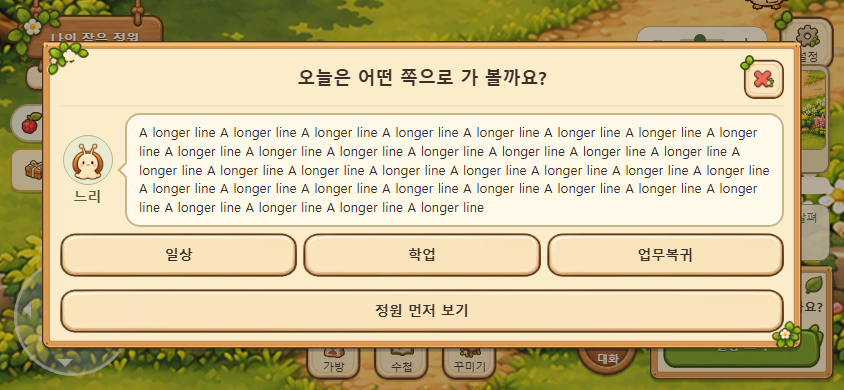 나의 작은 정원
오늘은 어떤 쪽으로 가 볼까요?
설정
A longer line A longer line A longer line A longer line A longer line A longer line A longer line A longer
line A longer line A longer line A longer line A longer line A longer line A longer line A longer line A
longer line A longer line A longer line A longer line A longer line A longer line A longer line A longer line
A longer line A longer line A longer line A longer line A longer line A longer line A longer line A longer
line A longer line A longer line A longer line A longer line
느리
일상
학업
업무복귀
정원 먼저 보기
가방
수첩
꾸미기
대화